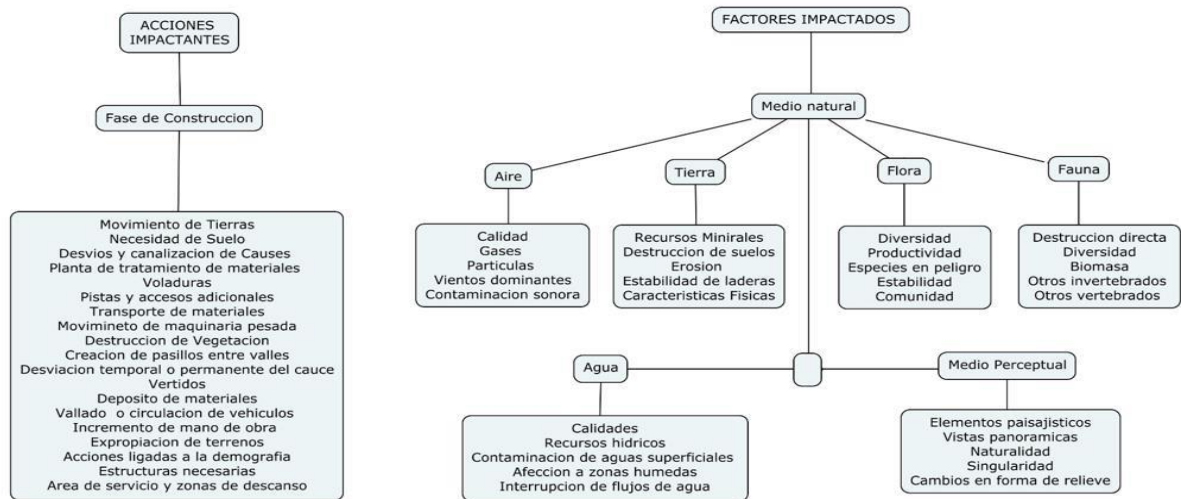 ACCIONES
IMPACTANTES
Fase de Construccion
Movimiento de Tierras
Necesidad de Suelo
Desvios y canalizacion de Causes
Planta de tratamiento de materiales
Voladuras
Pistas y accesos adicionales
Transporte de materiales
Movimineto de maquinaria pesada
Destruccion de Vegetacion
Creacion de pasillos entre valles
Desviacion temporal o permanente del cauce
Vertidos
Deposito de materiales
Vallado o circulacion de vehiculos
Incremento de mano de obra
Expropiacion de terrenos
Acciones ligadas a la demografia
Estructuras necesarias
Area de servicio y zonas de descanso
FACTORES IMPACTADOS
Medio natural
Aire
Calidad
Gases
Particulas
Vientos dominantes
Contaminacion sonora
Tierra
Recursos Minirales
Destruccion de suelos
Erosion
Estabilidad de laderas
Caracteristicas Fisicas
Flora
Diversidad
Productividad
Especies en peligro
Estabilidad
Comunidad
Fauna
Destruccion directa
Diversidad
Biomasa
Otros invertebrados
Otros vertebrados
Agua
Calidades
Recursos hidricos
Contaminacion de aguas superficiales
Afeccion a zonas humedas
Interrupcion de flujos de agua
Medio Perceptual
Elementos paisajisticos
Vistas panoramicas
Naturalidad
Singularidad
Cambios en forma de relieve